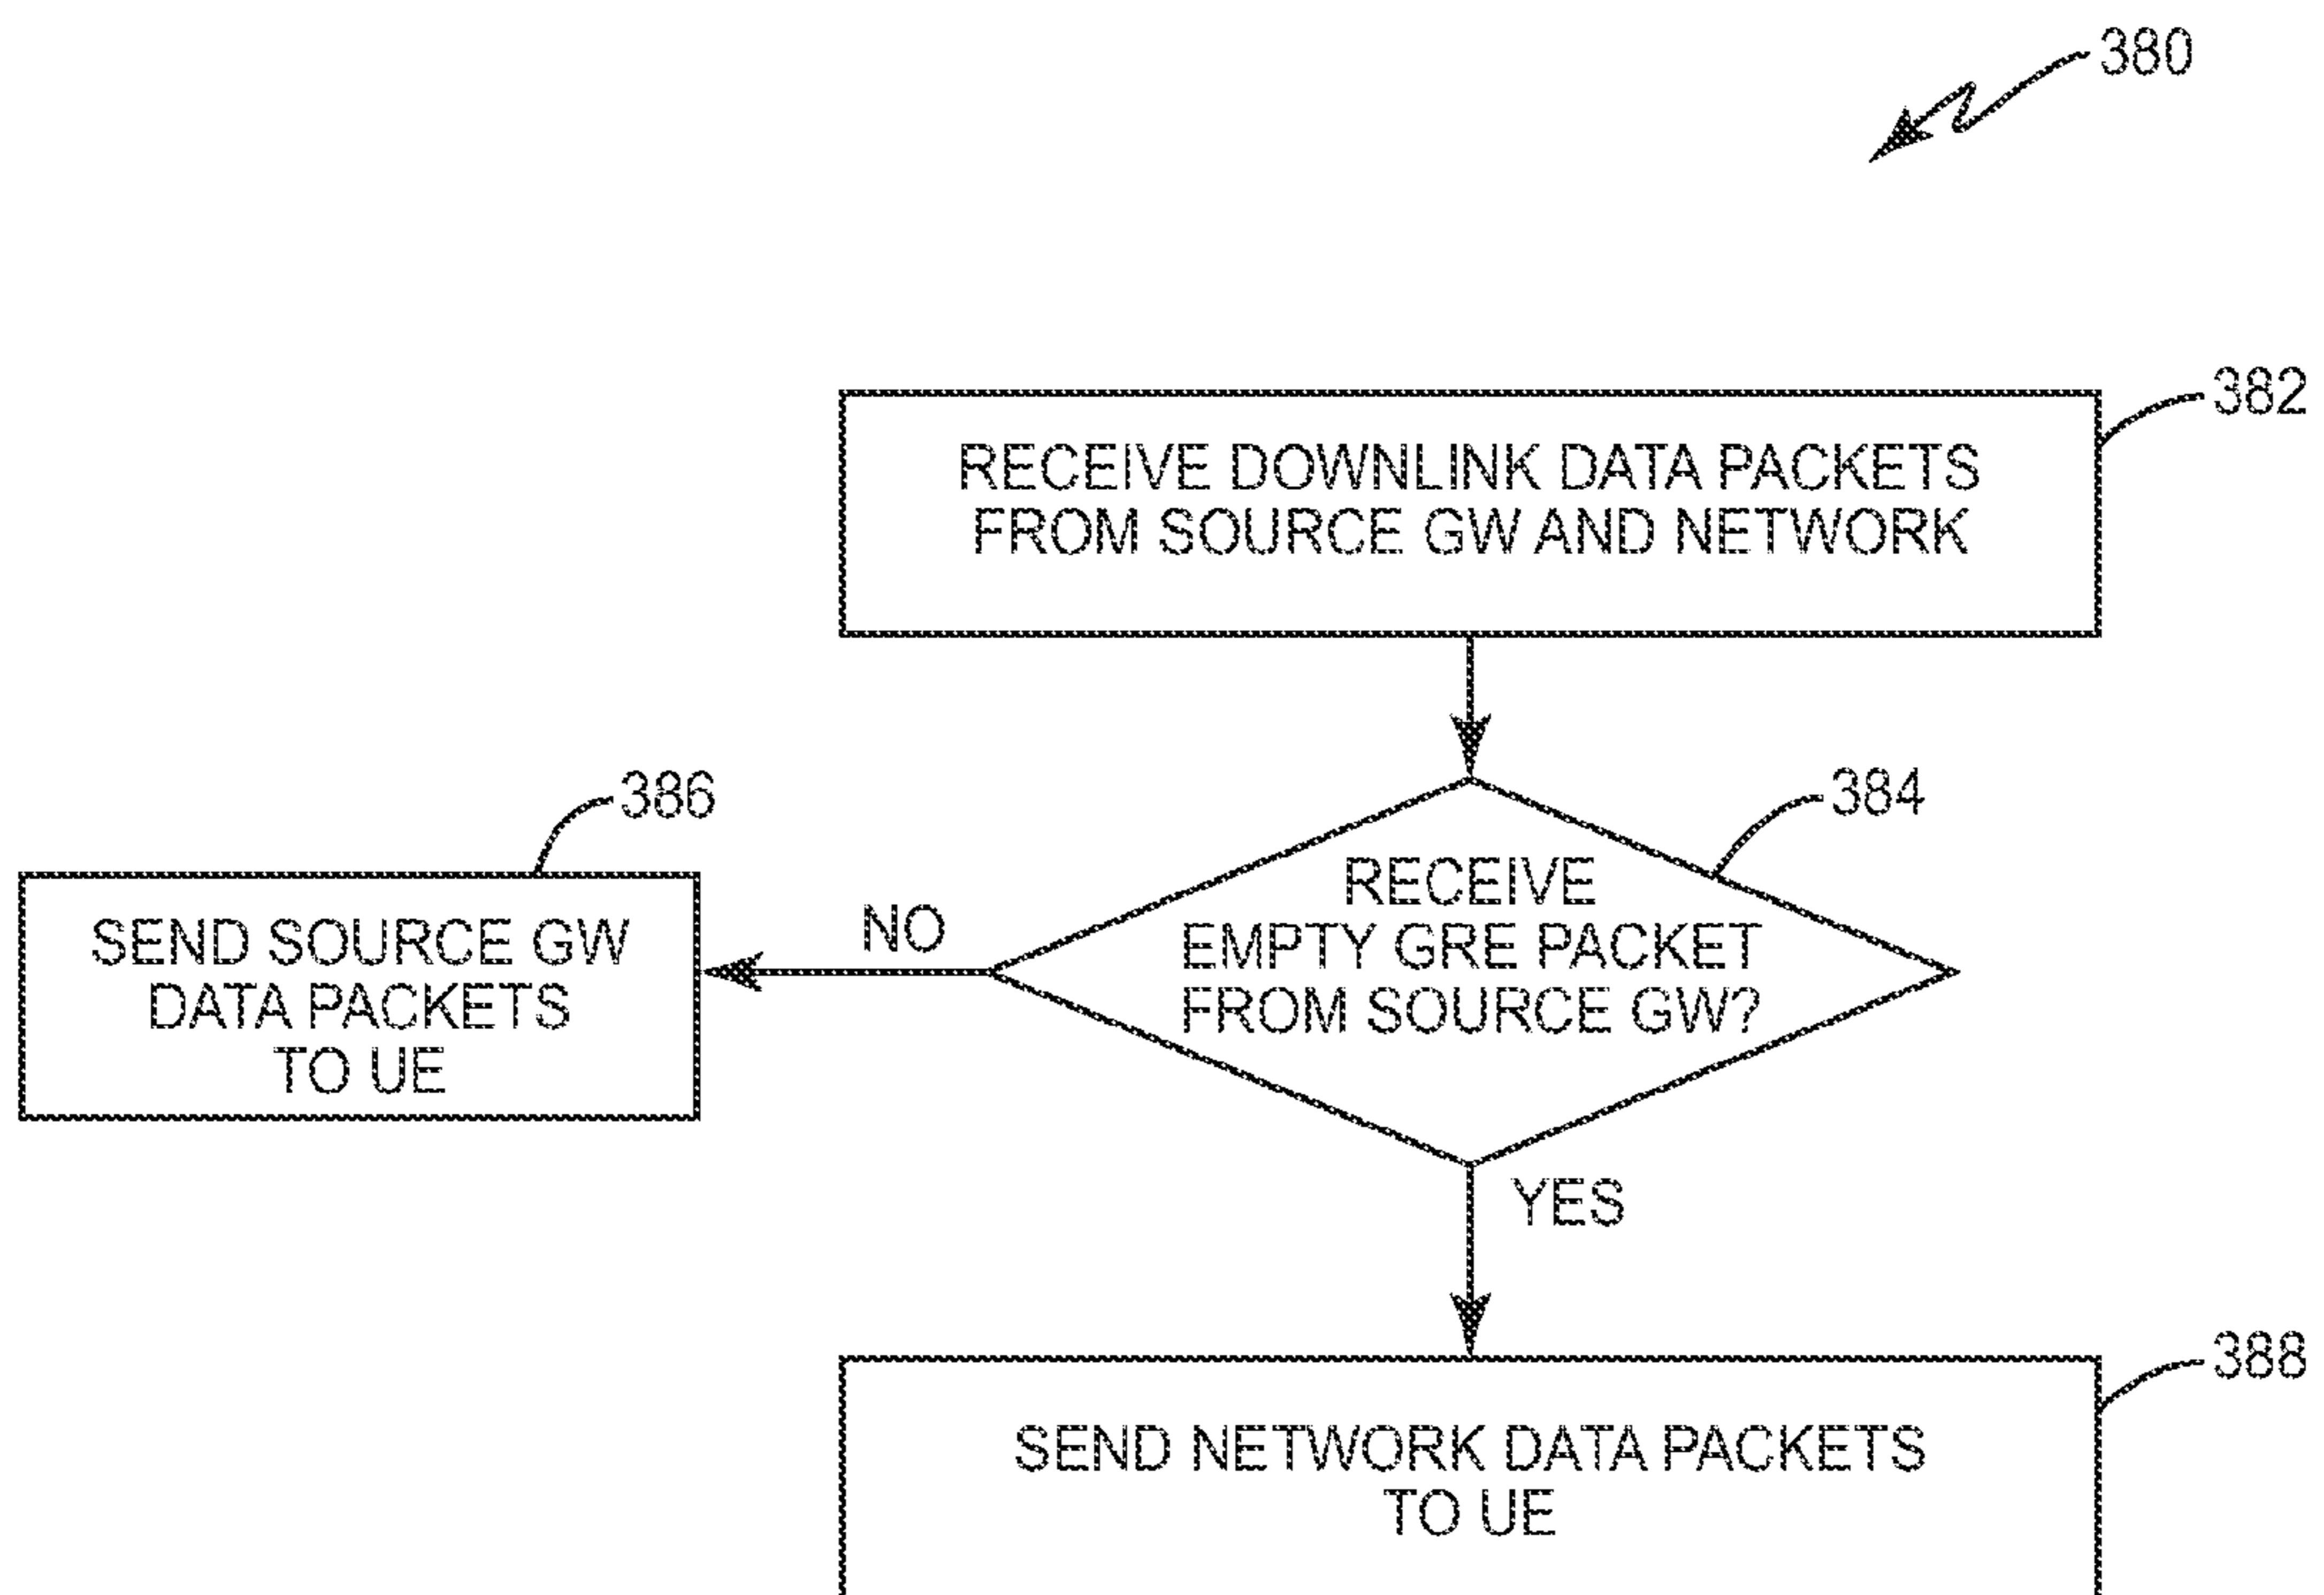 380
382
RECEIVE DOWNLINK DATA PACKETS
FROM SOURCE GW AND NETWORK
384
386
RECEIVE
EMPTY GRE PACKET
FROM SOURCE GW?
NO
SEND SOURCE GW
DATA PACKETS
TO UE
YES
388
SEND NETWORK DATA PACKETS
TO UE